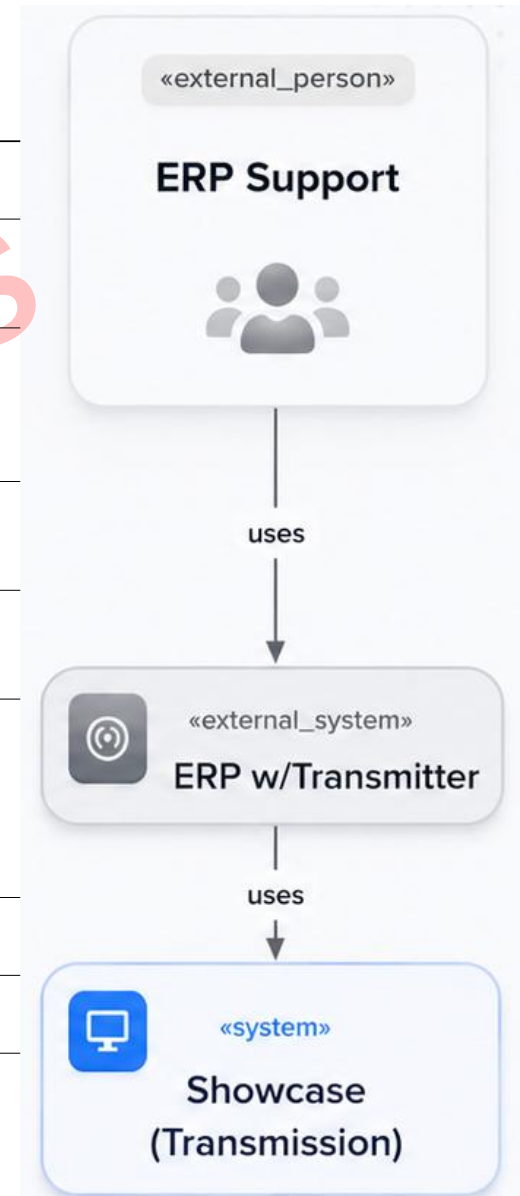 «external_person»
ERP Support
uses
«external_system»
ERP w/Transmitter
uses
«system»
Showcase
(Transmission)